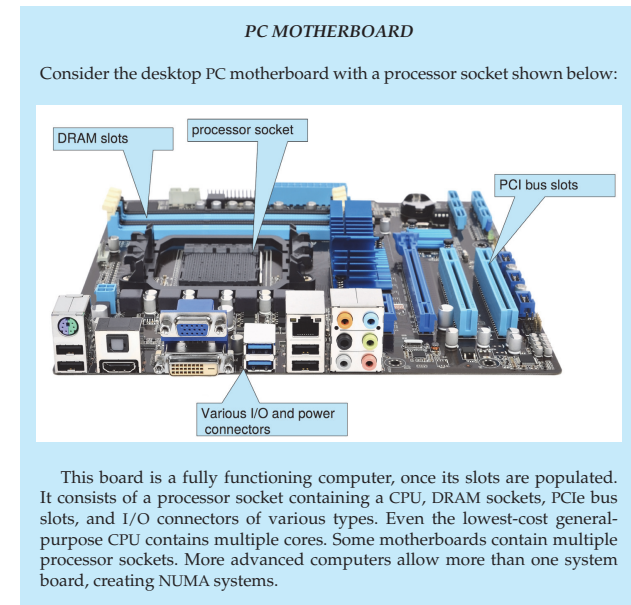 PC MOTHERBOARD
Consider the desktop PC motherboard with a processor socket shown below:
DRAM slots
processor socket
PCI bus slots
Various I/O and power
connectors
This board is a fully functioning computer, once its slots are populated.
It consists of a processor socket containing a CPU, DRAM sockets, PCIe bus
slots, and I/O connectors of various types. Even the lowest-cost general-
purpose CPU contains multiple cores. Some motherboards contain multiple
processor sockets. More advanced computers allow more than one system
board, creating NUMA systems.